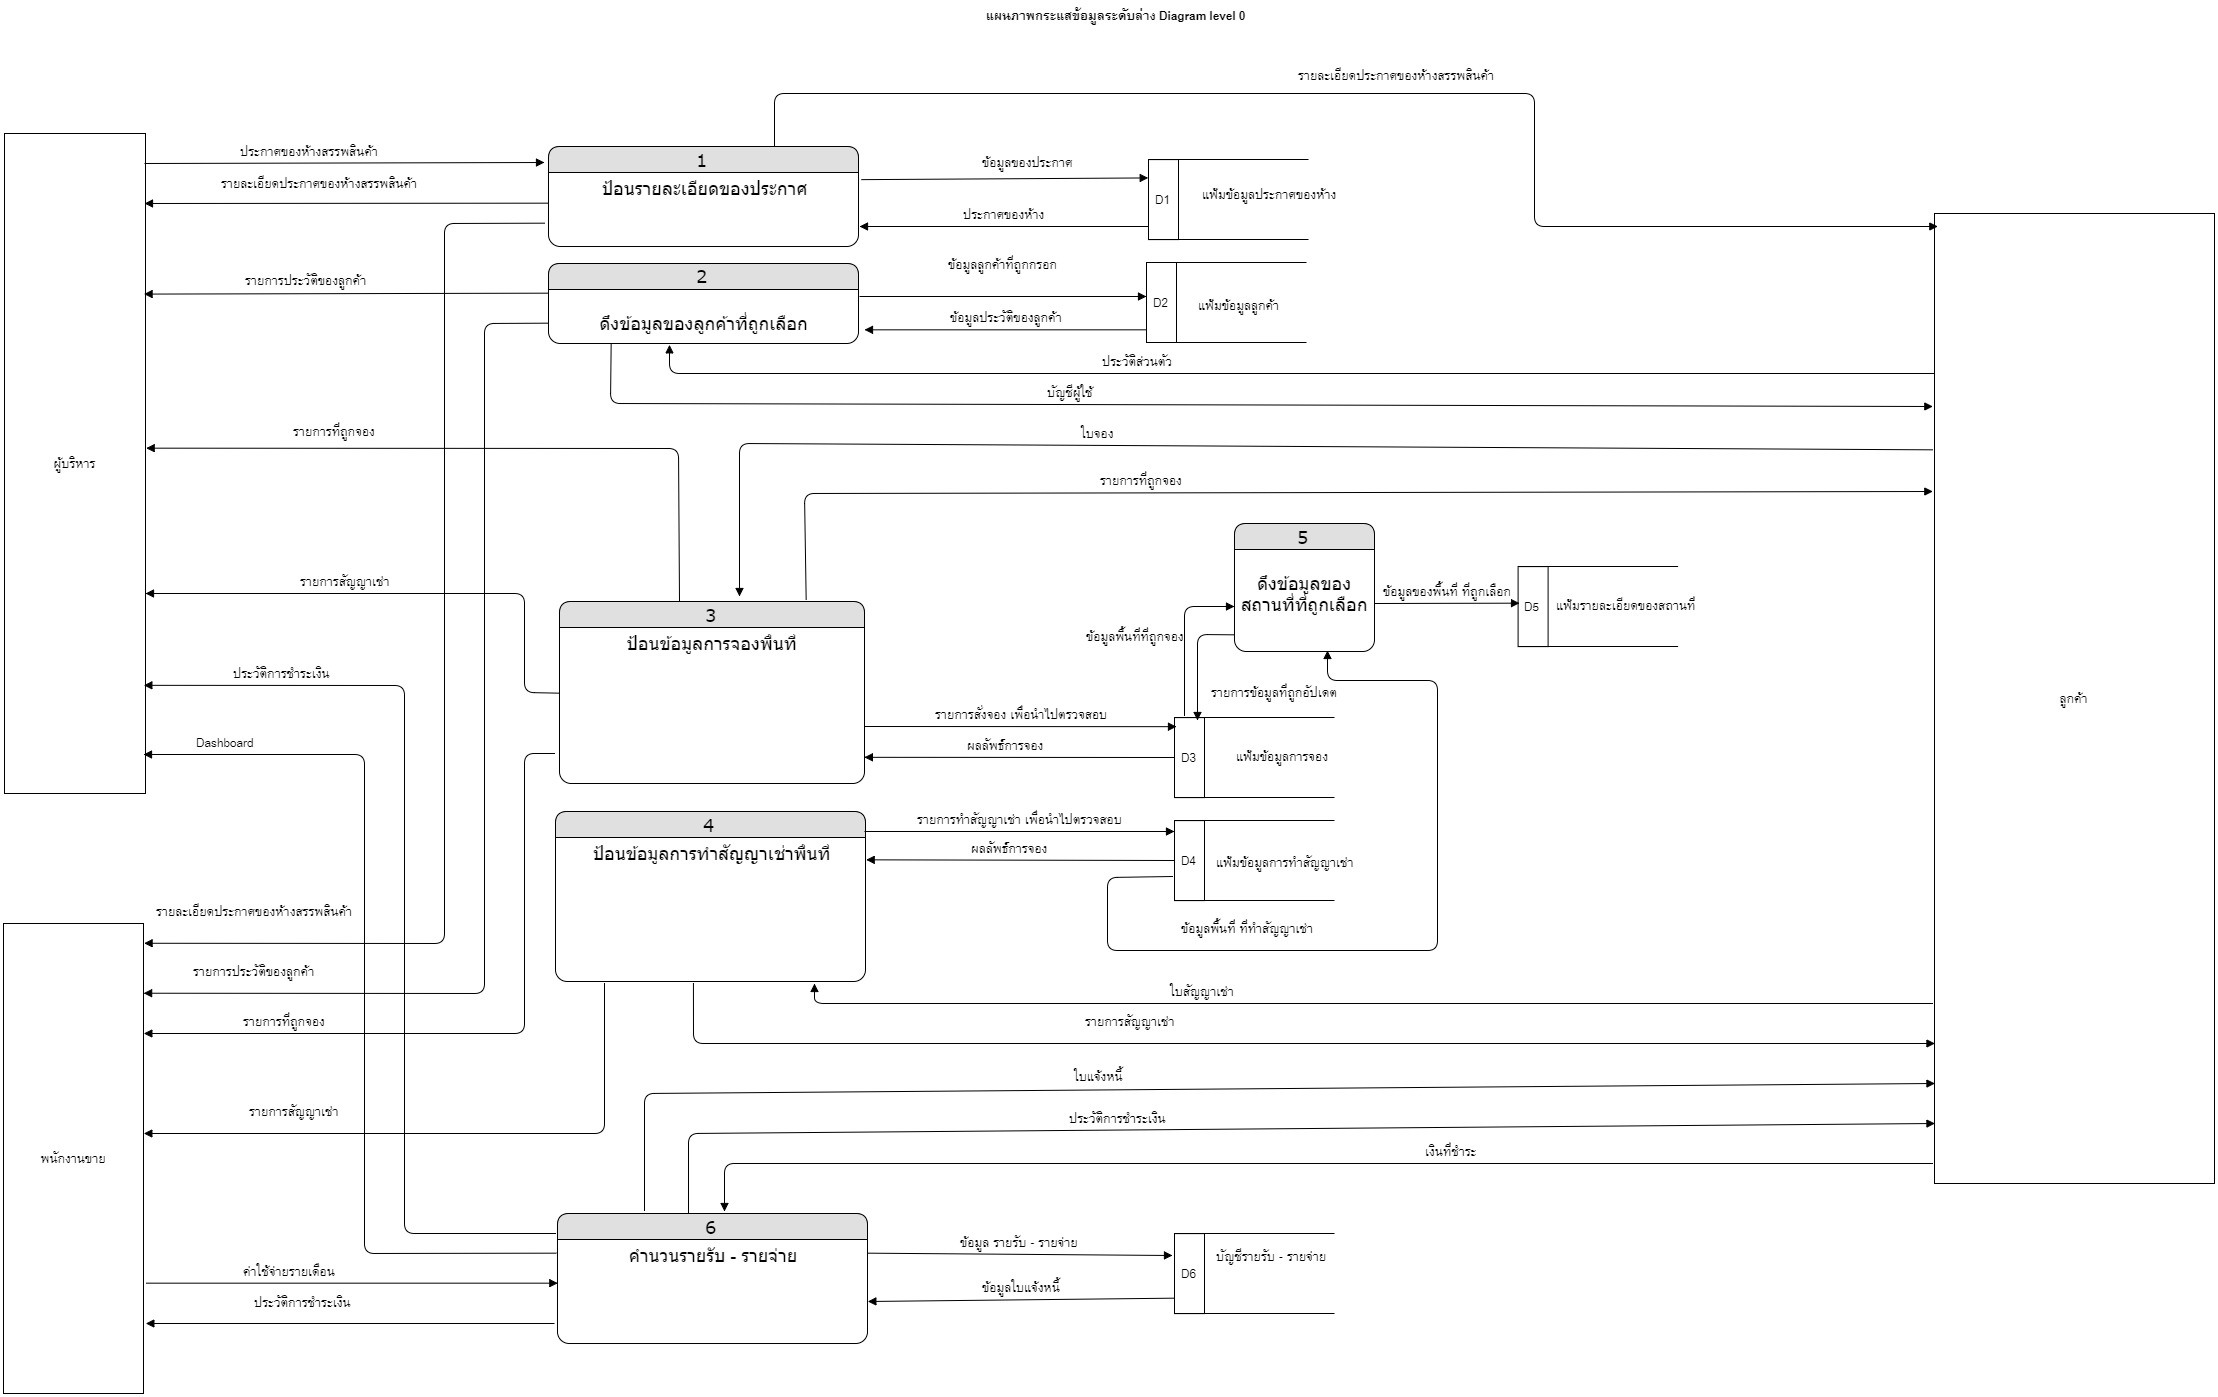 แผนภาพกระแสข้อมูลระดับล่าง Diagram level 0
รายละเอียดประกาศของห้างสรรพสินค้า
ประกาศของห้างสรรพสินค้า
รายละเอียดประกาศของห้างสรรพสินค้า
1
ป้อนรายละเอียดของประกาศ
ข้อมูลของประกาศ
ประกาศของห้าง
D1
แฟ้มข้อมูลประกาศของห้าง
รายการประวัติของลูกค้า
2
ดึงข้อมูลของลูกค้าที่ถูกเลือก
ข้อมูลลูกค้าที่ถูกกรอก
ข้อมูลประวัติของลูกค้า
D2
แฟ้มข้อมูลลูกค้า
ประวัติส่วนตัว
บัญชีผู้ใช้
รายการที่ถูกจอง
ใบจอง
ผู้บริหาร
รายการที่ถูกจอง
5
ดึงข้อมูลของ
สถานที่ที่ถูกเลือก
ข้อมูลของพื้นที่ ที่ถูกเลือก
D5
แฟ้มรายละเอียดของสถานที่
รายการสัญญาเช่า
3
ป้อนข้อมูลการจองพื้นที่
ข้อมูลพื้นที่ที่ถูกจอง
ประวัติการชำระเงิน
รายการข้อมูลที่ถูกอัปเดต
ลูกค้า
รายการสั่งจอง เพื่อนำไปตรวจสอบ
Dashboard
ผลลัพธ์การจอง
D3
แฟ้มข้อมูลการจอง
4
ป้อนข้อมูลการทำสัญญาเช่าพื้นที่
รายการทำสัญญาเช่า เพื่อนำไปตรวจสอบ
ผลลัพธ์การจอง
D4
แฟ้มข้อมูลการทำสัญญาเช่า
รายละเอียดประกาศของห้างสรรพสินค้า
ข้อมูลพื้นที่ ที่ทำสัญญาเช่า
รายการประวัติของลูกค้า
ใบสัญญาเช่า
รายการที่ถูกจอง
รายการสัญญาเช่า
ใบแจ้งหนี้
รายการสัญญาเช่า
ประวัติการชำระเงิน
พนักงานขาย
เงินที่ชำระ
6
คำนวนรายรับ - รายจ่าย
ข้อมูล รายรับ - รายจ่าย
ข้อมูลใบแจ้งหนี้
D6
บัญชีรายรับ - รายจ่าย
ค่าใช้จ่ายรายเดือน
ประวัติการชำระเงิน